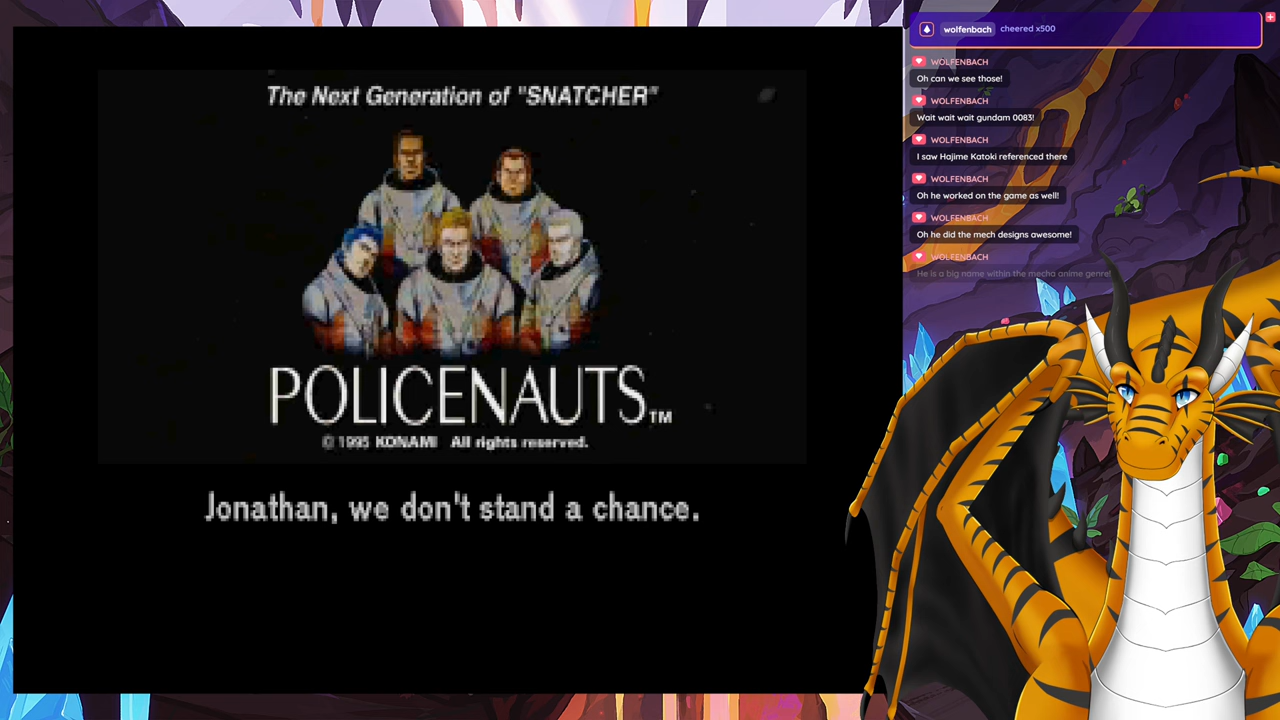 The Next Generation of "SNATCHER"
POLICENAUTS™
© 1995 KONAMI All rights reserved.
Jonathan, we don't stand a chance.
wolfenbach cheered x500
WOLFENBACH
Oh can we see those!
WOLFENBACH
Wait wait wait gundam 0083!
WOLFENBACH
I saw Hajime Katoki referenced there
WOLFENBACH
Oh he worked on the game as well!
WOLFENBACH
Oh he did the mech designs awesome!
WOLFENBACH
He is a big name within the mecha anime genre!